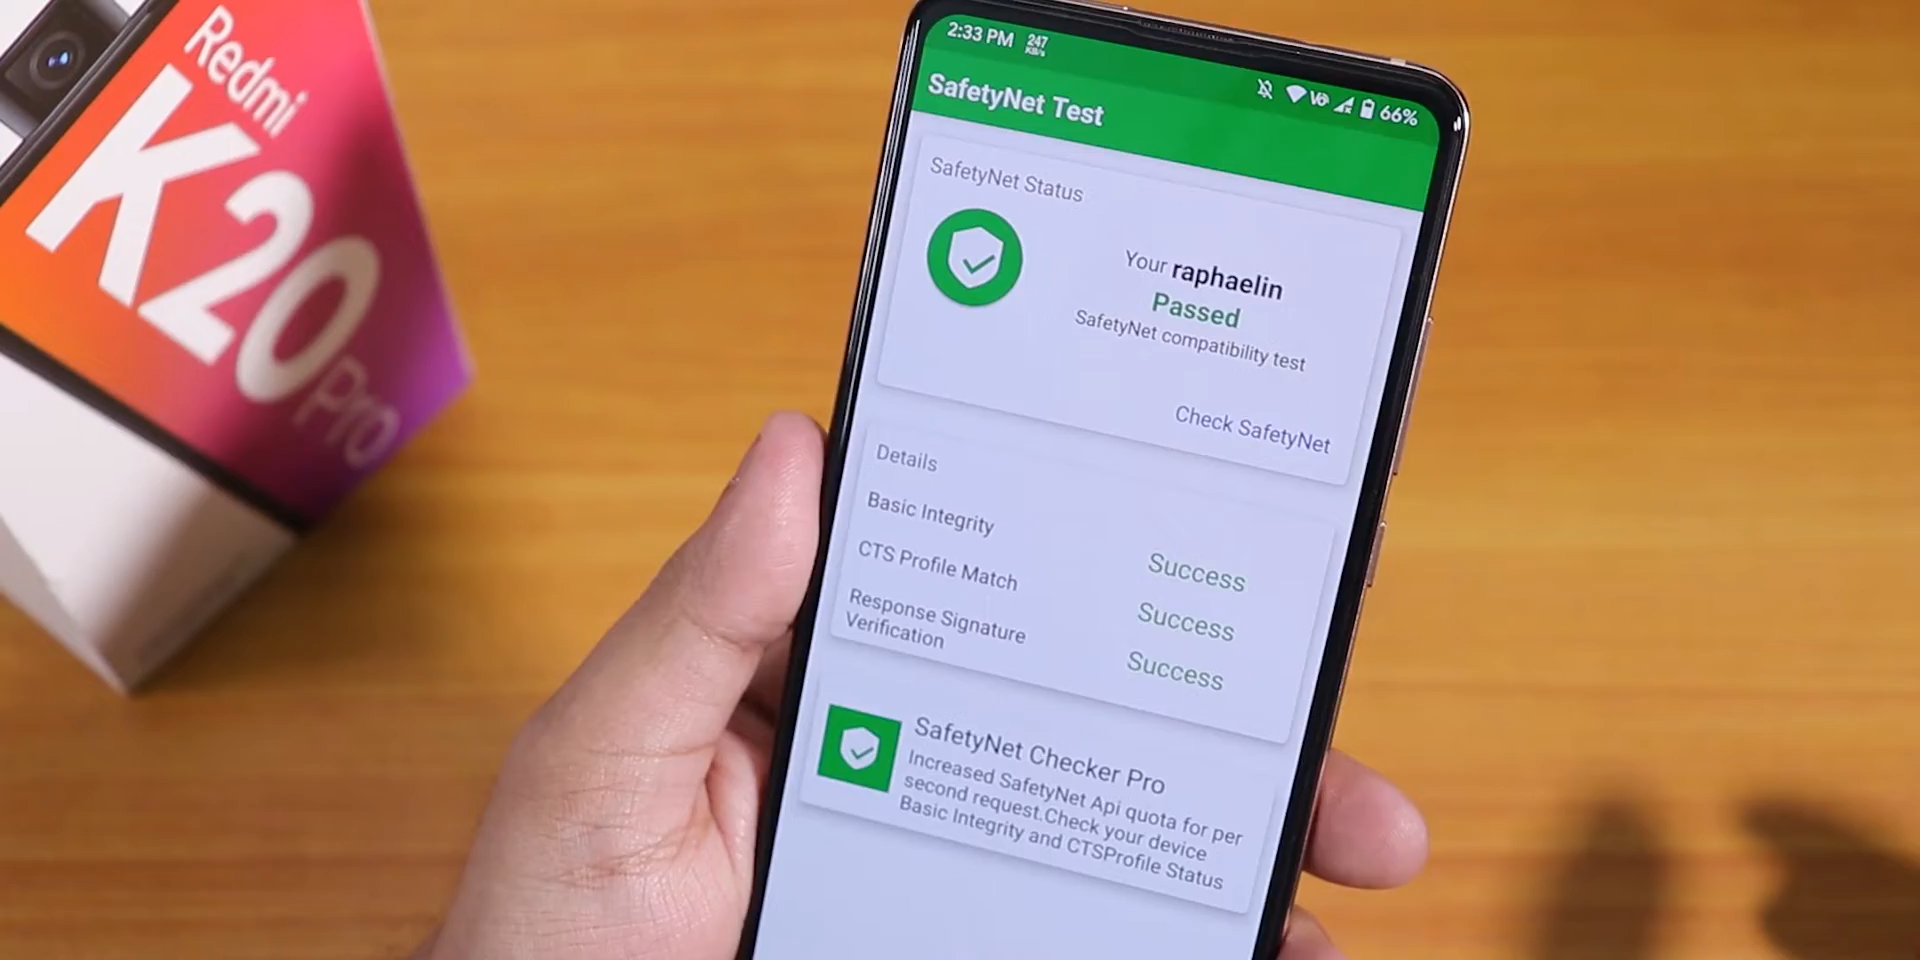 Redmi
K20
Pro
2:33 PM 247 KB/s
66%
SafetyNet Test
SafetyNet Status
Your raphaelin
Passed
SafetyNet compatibility test
Check SafetyNet
Details
Basic Integrity
Success
CTS Profile Match
Success
Response Signature
Verification
Success
SafetyNet Checker Pro
Increased SafetyNet Api quota for per
second request.Check your device
Basic Integrity and CTSProfile Status